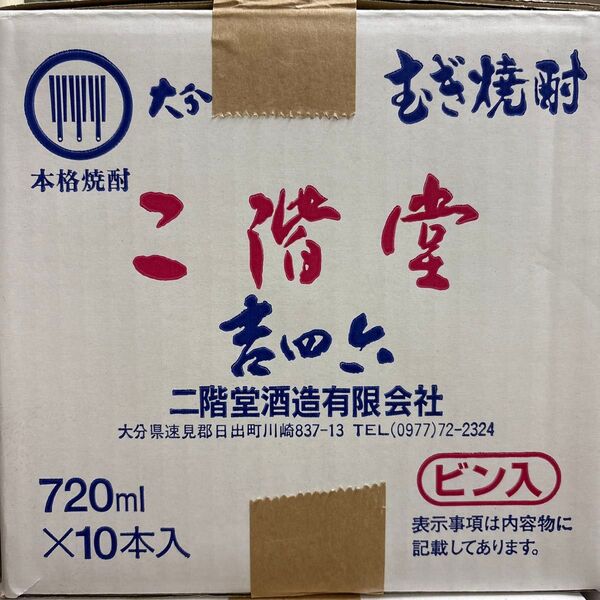 大分 むぎ焼酎
本格焼酎
二階堂
吉四六
二階堂酒造有限会社
大分県速見郡日出町川崎837-13 TEL(0977)72-2324
720ml
×10本入
ビン入
表示事項は内容物に
記載してあります。